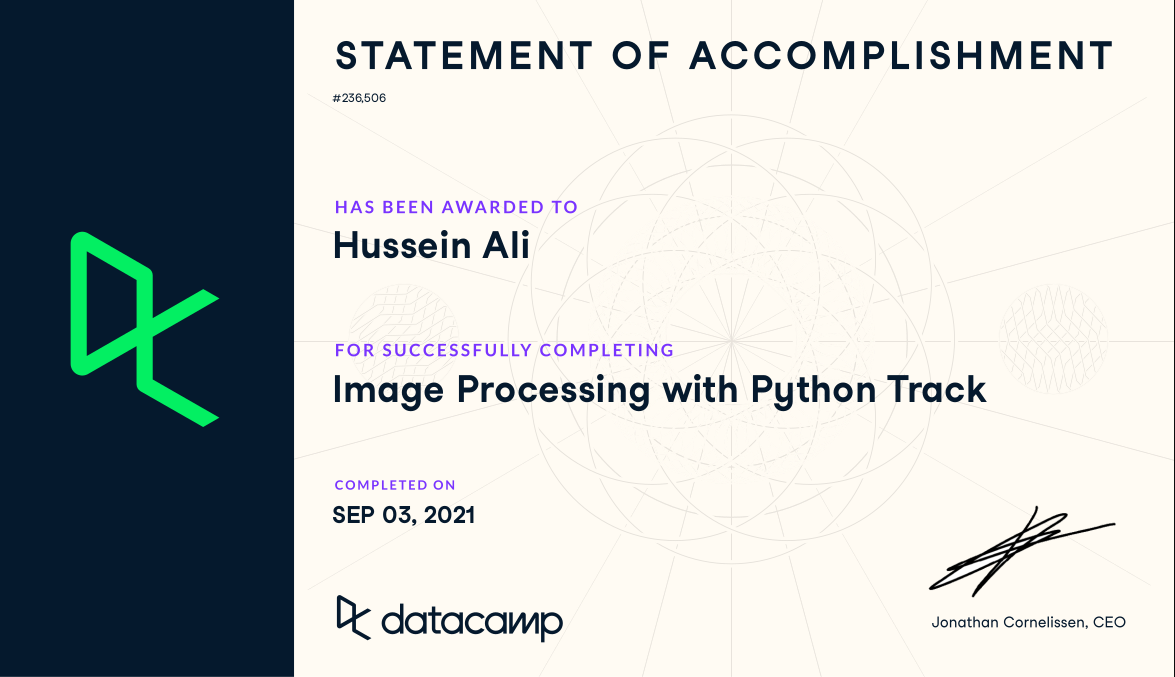 STATEMENT OF ACCOMPLISHMENT
#236,506
HAS BEEN AWARDED TO
Hussein Ali
FOR SUCCESSFULLY COMPLETING
Image Processing with Python Track
COMPLETED ON
SEP 03, 2021
datacamp
Jonathan Cornelissen, CEO